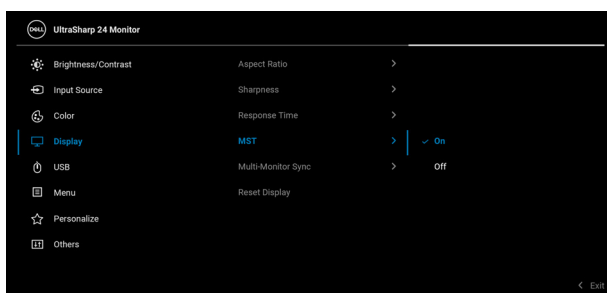 DELL UltraSharp 24 Monitor
Brightness/Contrast Aspect Ratio >
Input Source Sharpness >
Color Response Time >
Display MST > ✓ On
USB Multi-Monitor Sync > Off
Menu Reset Display
Personalize
Others
< Exit